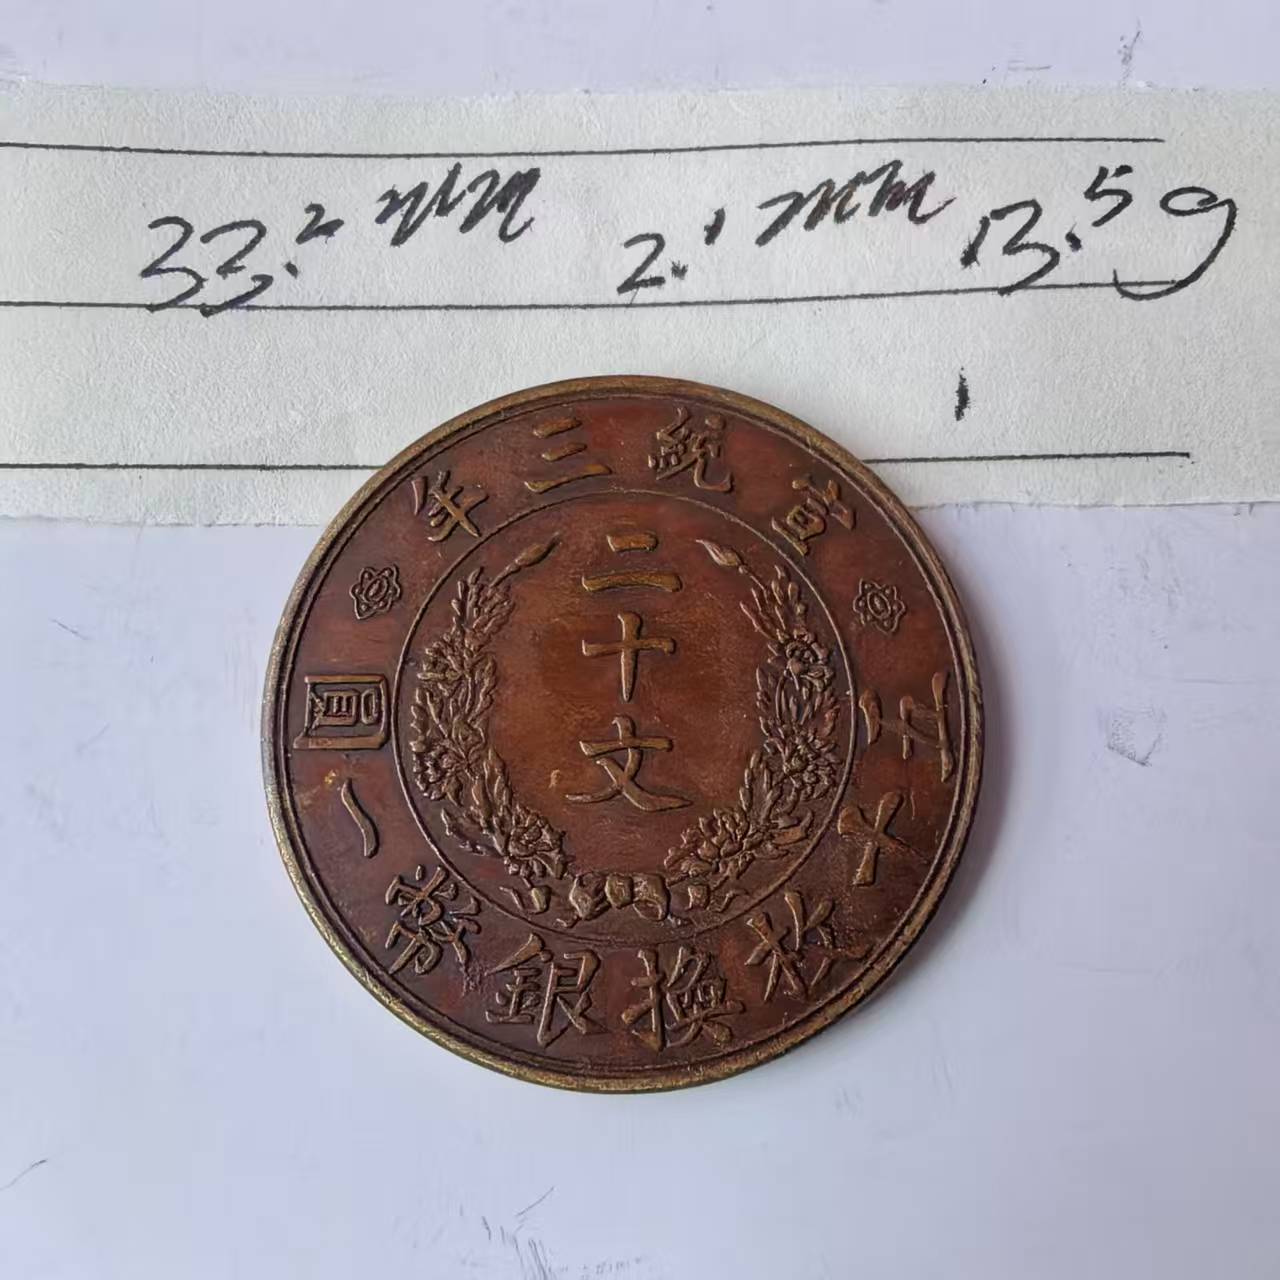 33.2mm 2.1mm 13.5g
宣統三年
二十文
五十枚換銀幣一圓